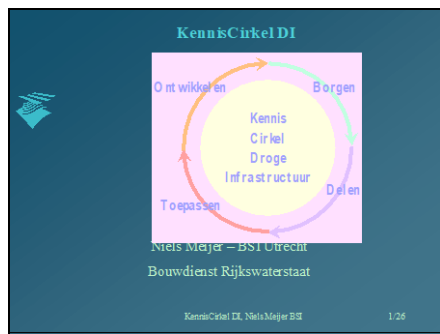 KennisCirkel DI
Ontwikkelen
Borgen
Kennis
Cirkel
Droge
Infrastructuur
Delen
Toepassen
Niels Meijer – BSI Utrecht
Bouwdienst Rijkswaterstaat
KennisCirkel DI, Niels Meijer BSI
1/26